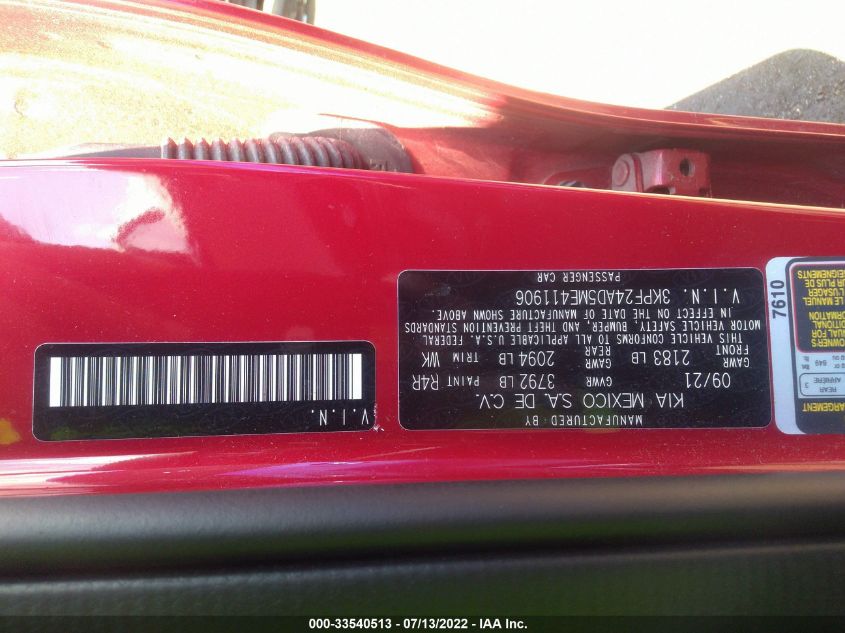 MANUFACTURED BY
KIA MEXICO S.A. DE C.V.
09/21 GVWR 3792 LB PAINT R4R
GAWR FRONT 2183 LB GAWR REAR 2094 LB TRIM WK
THIS VEHICLE CONFORMS TO ALL APPLICABLE U.S.A. FEDERAL
MOTOR VEHICLE SAFETY, BUMPER, AND THEFT PREVENTION STANDARDS
IN EFFECT ON THE DATE OF MANUFACTURE SHOWN ABOVE.
V.I.N. 3KPF24AD5ME411906
PASSENGER CAR
V.I.N.
7610
REAR
ARRIERE 3
000-33540513 - 07/13/2022 - IAA Inc.